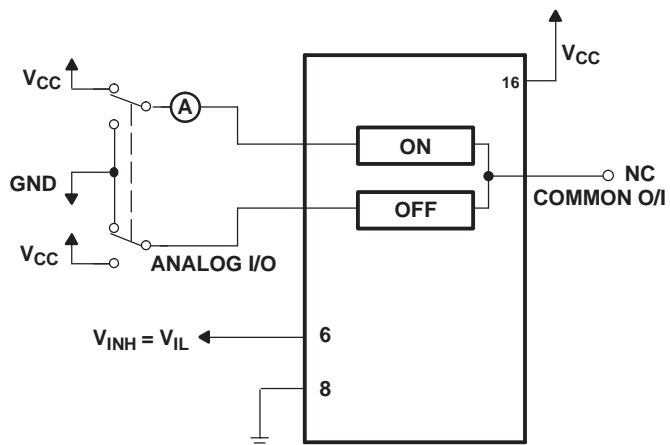 VCC
16
VCC
A
ON
NC
COMMON O/I
GND
OFF
VCC
ANALOG I/O
VINH = VIL
6
8